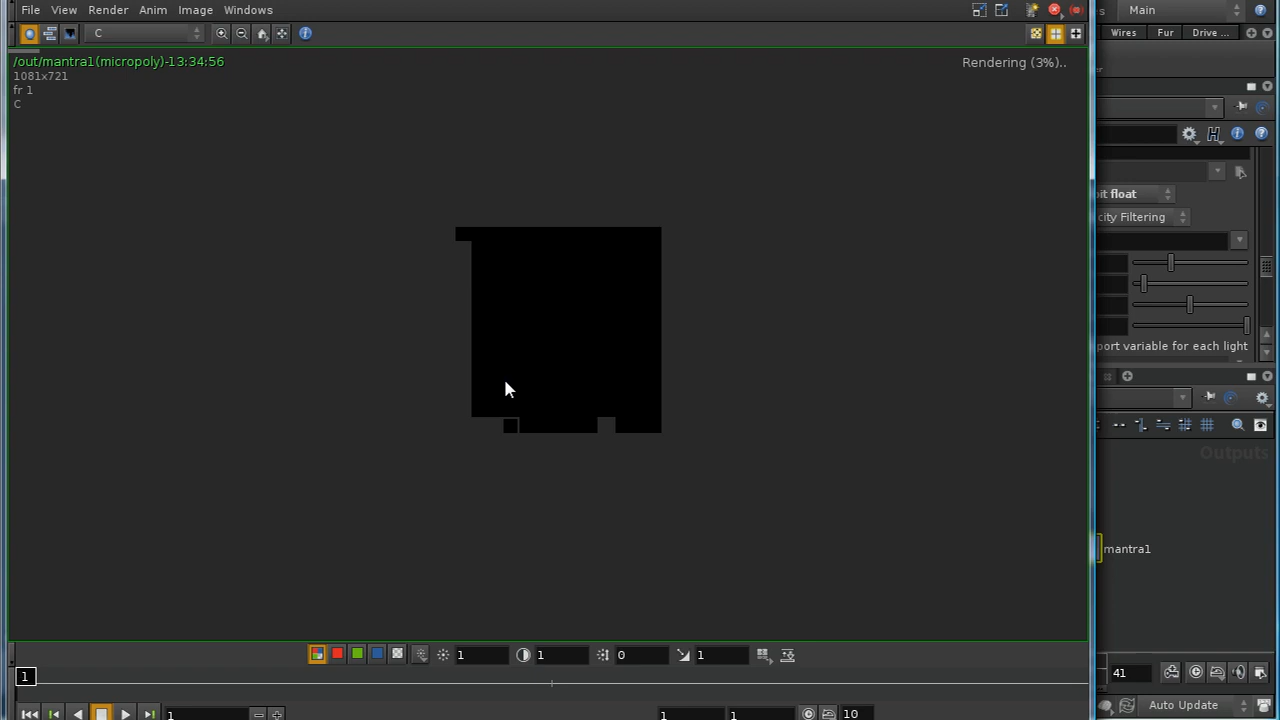 File View Render Anim Image Windows
Main
C
Wires Fur Drive ...
/out/mantra1(micropoly)-13:34:56
Rendering (3%)..
1081x721
fr 1
C
bit float
city Filtering
port variable for each light
Outputs
mantra1
1 1 0 1
1
41
Auto Update
1 1 1 10